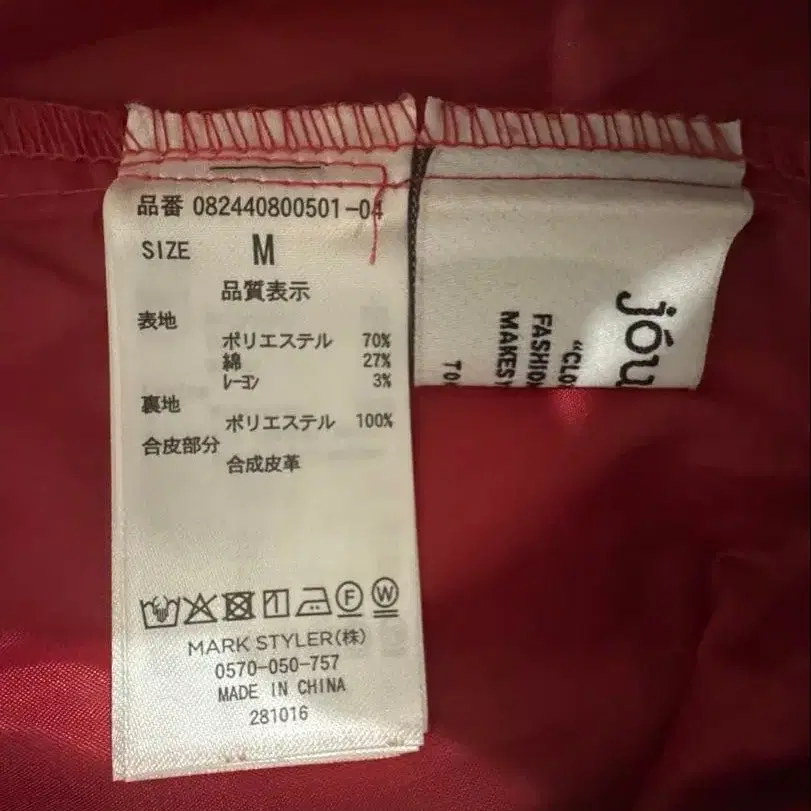 品番 082440800501-04
SIZE M
品質表示
表地
ポリエステル 70%
綿 27%
レーヨン 3%
裏地
ポリエステル 100%
合皮部分
合成皮革
F W
MARK STYLER(株)
0570-050-757
MADE IN CHINA
281016
jōu
"CLO
FASHION
MAKES
TO